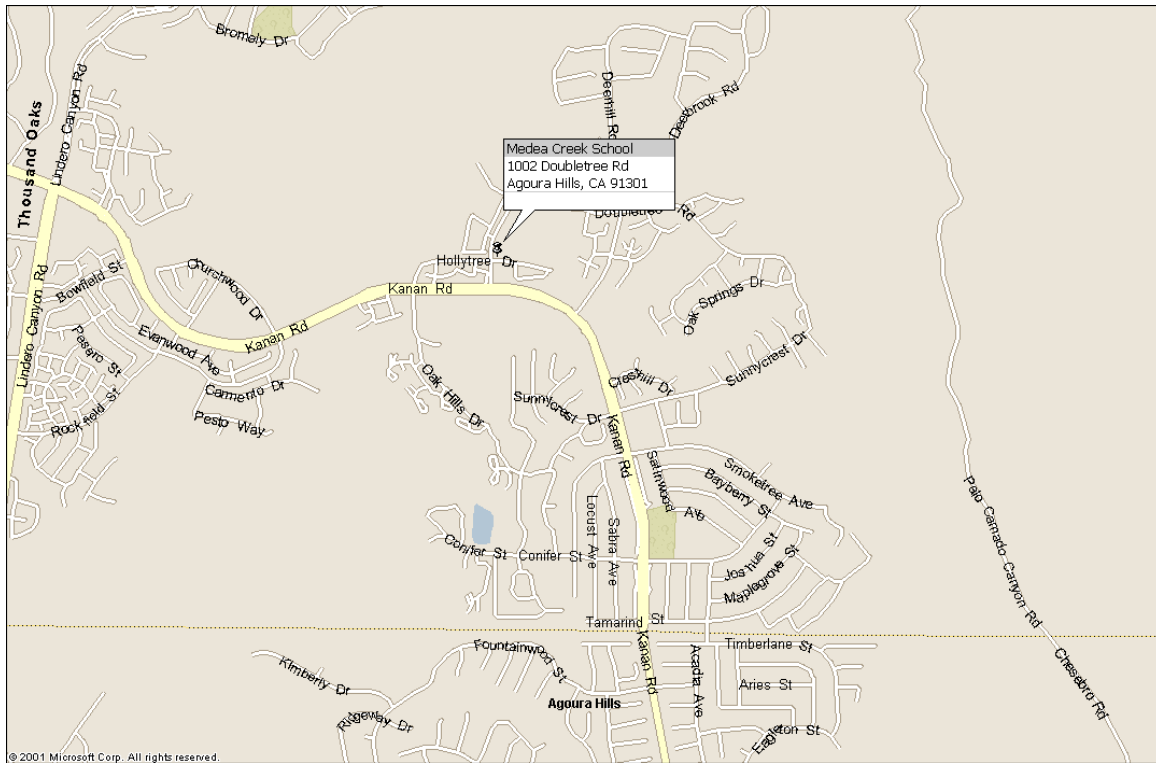 Bromely Dr
Lindero Canyon Rd
Thousand Oaks
Deerhill Rd
Deerbrook Rd
Medea Creek School
1002 Doubletree Rd
Agoura Hills, CA 91301
Doubletree Rd
Hollytree Dr
Churchwood Dr
Bowfield St
Kanan Rd
Oak Springs Dr
Lindero Canyon Rd
Kanan Rd
Evanwood Ave
Pesaro St
Sunnycrest Dr
Cresthill Dr
Carmento Dr
Oak Hills Dr
Sunnycrest Dr
Rockfield St
Pesto Way
Kanan Rd
Satinwood Ave
Smoketree Ave
Bayberry St
Locust Ave
Sabra Ave
Palo Camado Canyon Rd
Conifer St
Conifer St
Joshua St
Maplegrove St
Tamarind St
Fountainwood St
Kanan Rd
Timberlane St
Acadia Ave
Kimberly Dr
Chesebro Rd
Aries St
Agoura Hills
Ridgeway Dr
Eagleton St
© 2001 Microsoft Corp. All rights reserved.